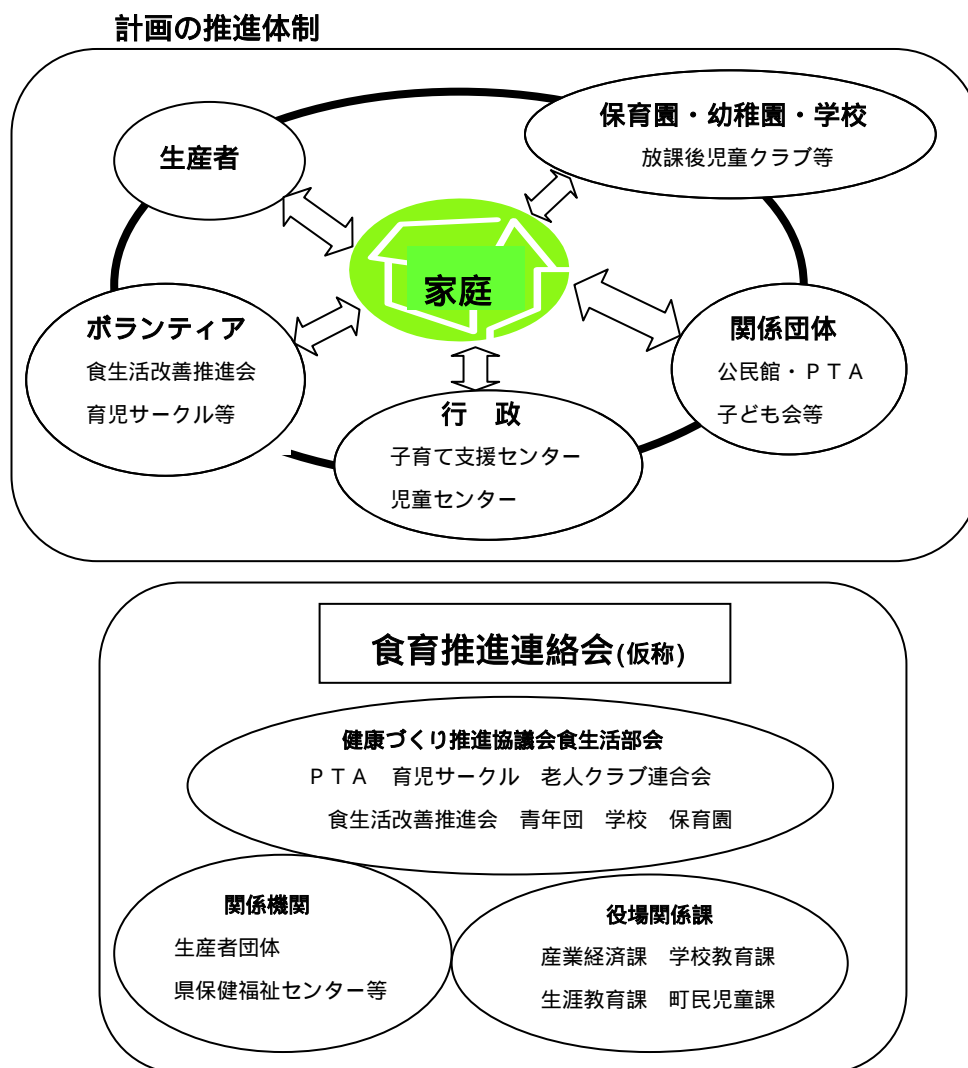 計画の推進体制
生産者
保育園・幼稚園・学校
放課後児童クラブ等
家庭
ボランティア
食生活改善推進会
育児サークル等
関係団体
公民館・ＰＴＡ
子ども会等
行　政
子育て支援センター
児童センター
食育推進連絡会(仮称)
健康づくり推進協議会食生活部会
ＰＴＡ　育児サークル　老人クラブ連合会
食生活改善推進会　青年団　学校　保育園
関係機関
生産者団体
県保健福祉センター等
役場関係課
産業経済課　学校教育課
生涯教育課　町民児童課